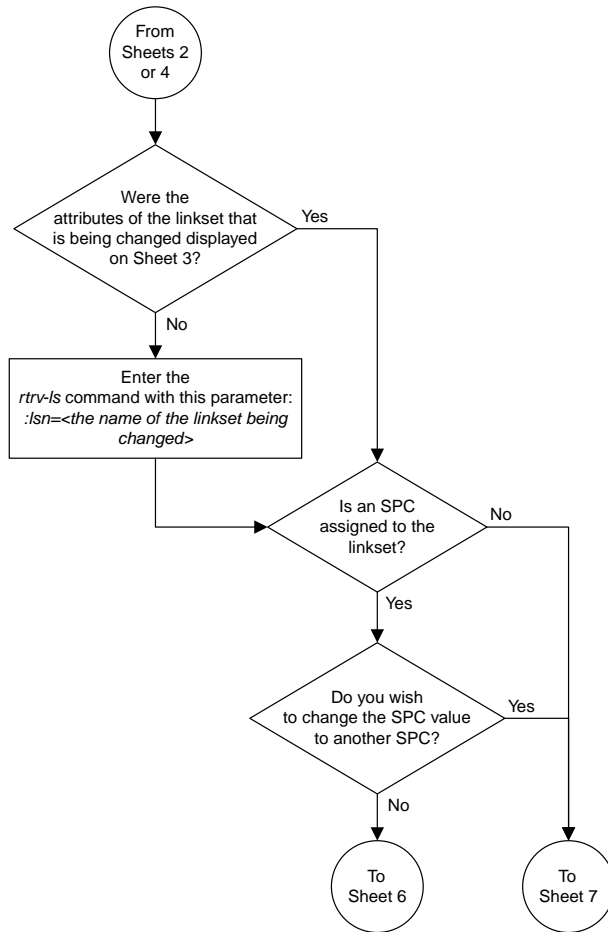 From
Sheets 2
or 4
Were the
attributes of the linkset that
is being changed displayed
on Sheet 3?
Yes
No
Enter the
rtrv-ls command with this parameter:
:lsn=<the name of the linkset being
changed>
Is an SPC
assigned to the
linkset?
No
Yes
Do you wish
to change the SPC value
to another SPC?
Yes
No
To
Sheet 6
To
Sheet 7